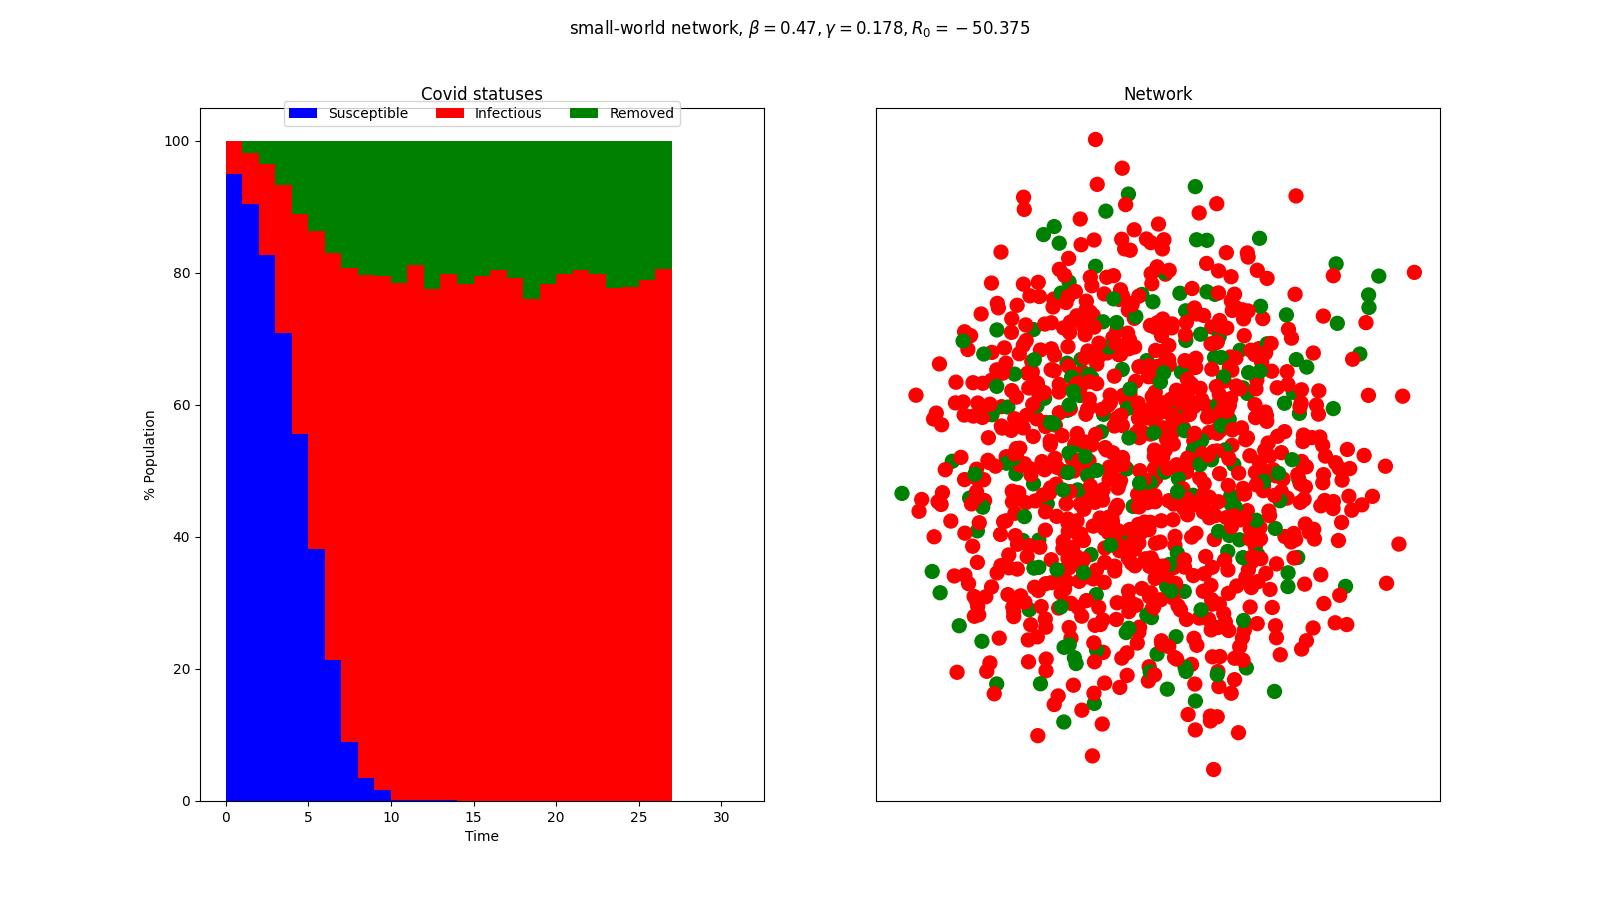 small-world network, β = 0.47, γ = 0.178, R₀ = − 50.375
Covid statuses
Susceptible Infectious Removed
100
80
60
40
20
0
% Population
0 5 10 15 20 25 30
Time
Network